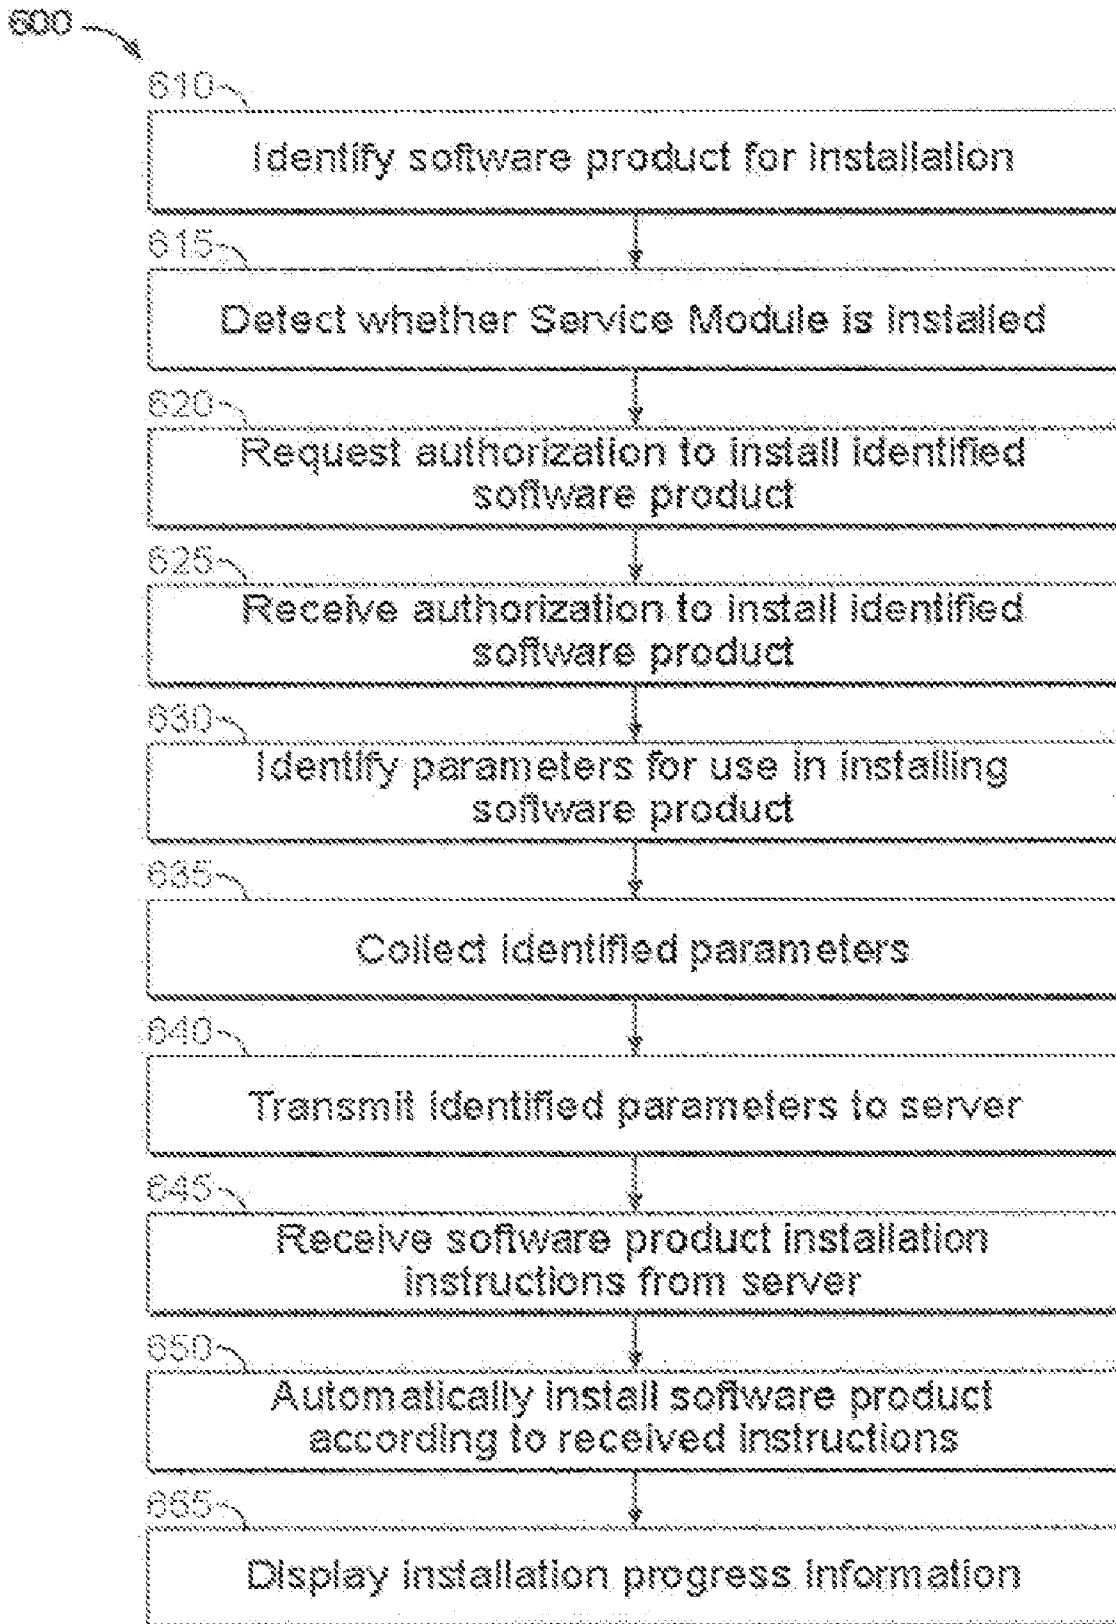 600
610
Identify software product for installation
615
Detect whether Service Module is installed
620
Request authorization to install identified
software product
625
Receive authorization to install identified
software product
630
Identify parameters for use in installing
software product
635
Collect identified parameters
640
Transmit identified parameters to server
645
Receive software product installation
instructions from server
650
Automatically install software product
according to received instructions
655
Display installation progress information